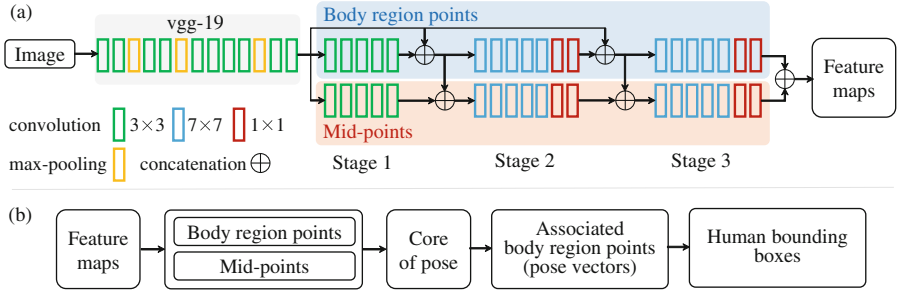 (a)
vgg-19
Body region points
Image
Feature
maps
convolution 3×3 7×7 1×1
Mid-points
max-pooling concatenation
Stage 1 Stage 2 Stage 3
(b)
Feature
maps
Body region points
Mid-points
Core
of pose
Associated
body region points
(pose vectors)
Human bounding
boxes